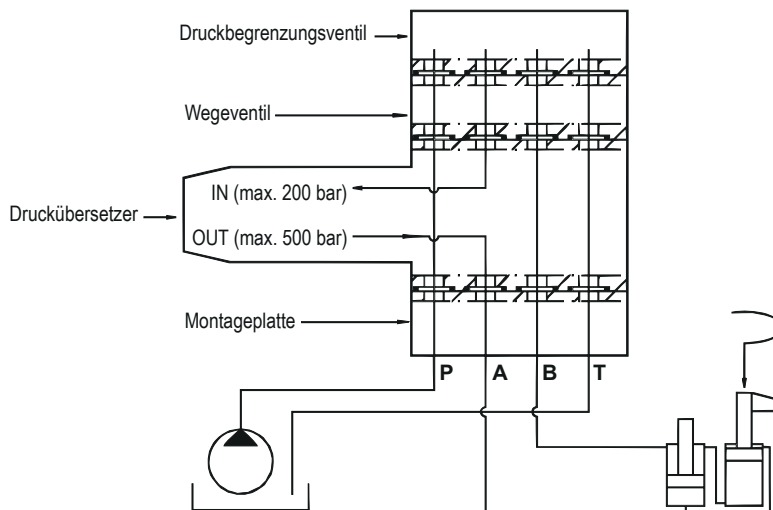 Druckbegrenzungsventil
Wegeventil
IN (max. 200 bar)
Druckübersetzer
OUT (max. 500 bar)
Montageplatte
P A B T